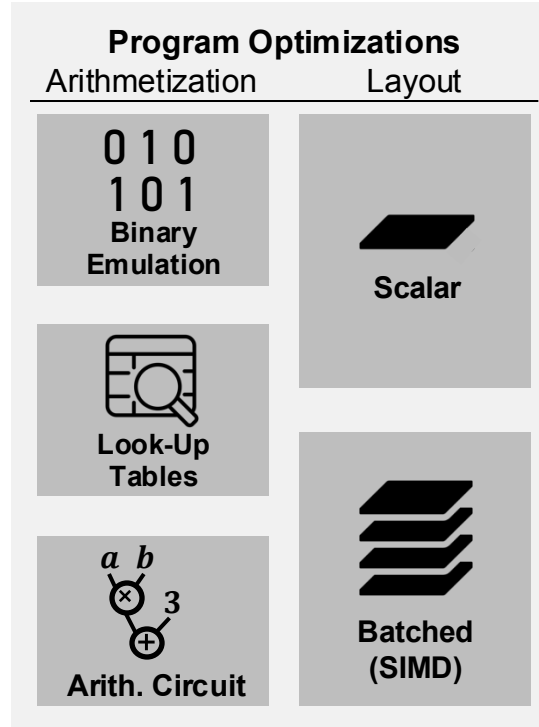 Program Optimizations
Arithmetization
Layout
0 1 0
1 0 1
Binary
Emulation
Scalar
Look-Up
Tables
a b
×
3
+
Arith. Circuit
Batched
(SIMD)